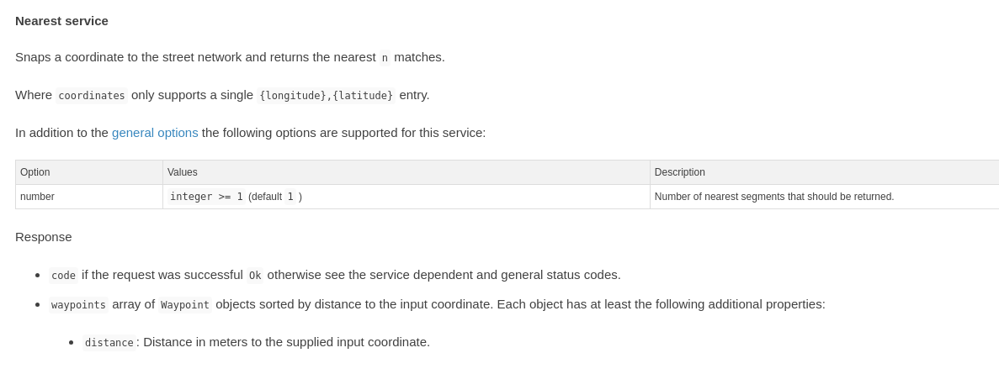 Nearest service
Snaps a coordinate to the street network and returns the nearest n matches.
Where coordinates only supports a single {longitude},{latitude} entry.
In addition to the general options the following options are supported for this service:
Option Values Description
number integer >= 1 (default 1 ) Number of nearest segments that should be returned.
Response
• code if the request was successful Ok otherwise see the service dependent and general status codes.
• waypoints array of Waypoint objects sorted by distance to the input coordinate. Each object has at least the following additional properties:
• distance : Distance in meters to the supplied input coordinate.